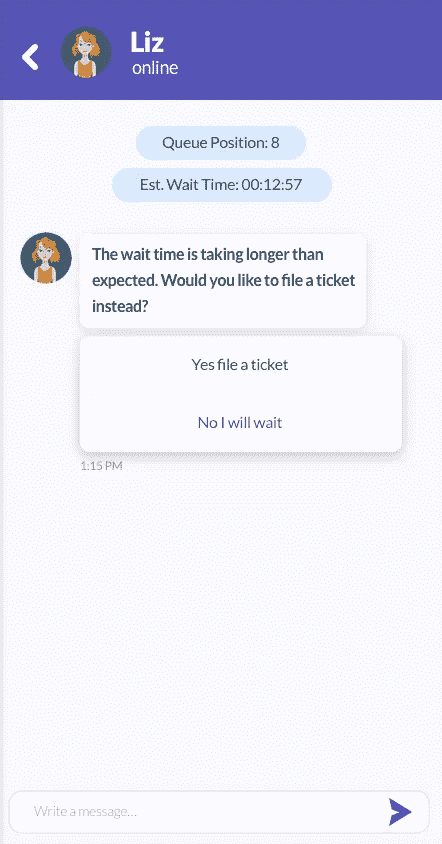 Liz
online
Queue Position: 8
Est. Wait Time: 00:12:57
The wait time is taking longer than
expected. Would you like to file a ticket
instead?
Yes file a ticket
No I will wait
1:15 PM
Write a message...